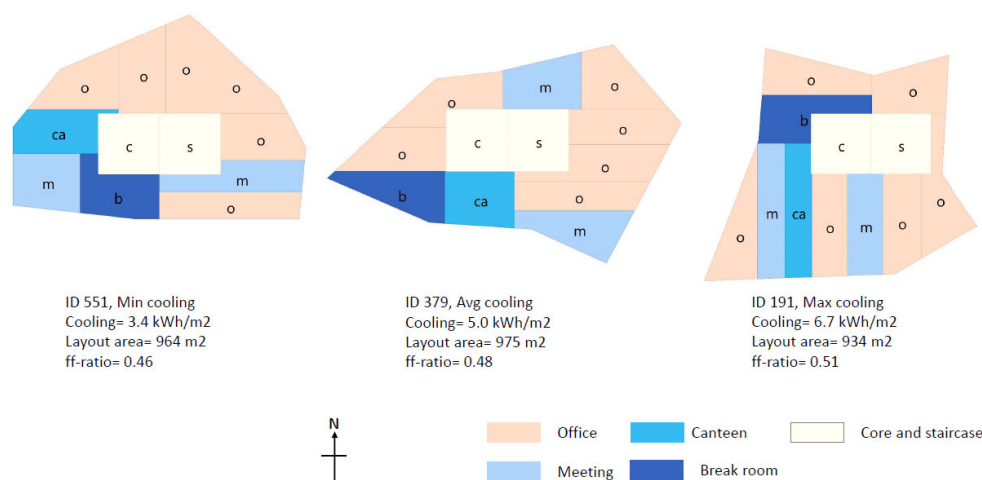 o o o o
ca c s o
m b m
o
o m o
o c s o
b ca o
m
o o
b c s
m ca o m o o
o
ID 551, Min cooling
Cooling= 3.4 kWh/m2
Layout area= 964 m2
ff-ratio= 0.46
ID 379, Avg cooling
Cooling= 5.0 kWh/m2
Layout area= 975 m2
ff-ratio= 0.48
ID 191, Max cooling
Cooling= 6.7 kWh/m2
Layout area= 934 m2
ff-ratio= 0.51
N
Office
Canteen
Core and staircase
Meeting
Break room